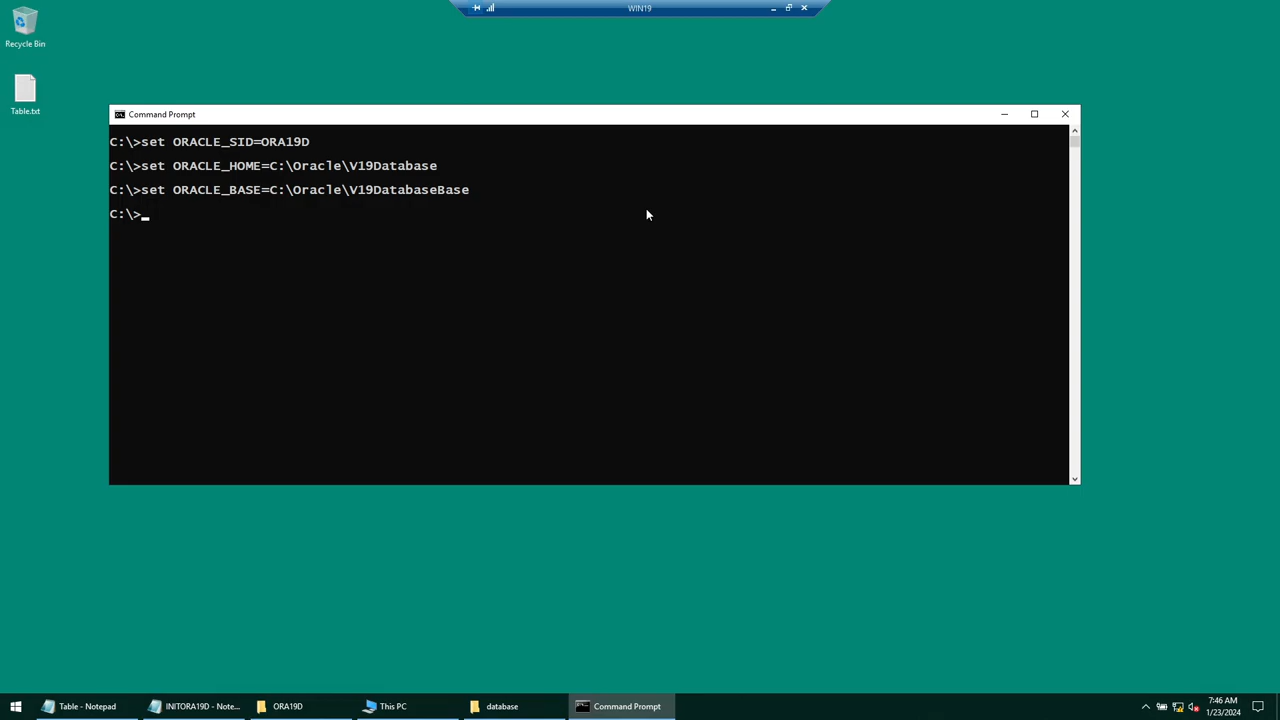 WIN19
Recycle Bin
Table.txt
Command Prompt
C:\>set ORACLE_SID=ORA19D
C:\>set ORACLE_HOME=C:\Oracle\V19Database
C:\>set ORACLE_BASE=C:\Oracle\V19DatabaseBase
C:\>_
Table - Notepad
INITORA19D - Note...
ORA19D
This PC
database
Command Prompt
7:46 AM
1/23/2024